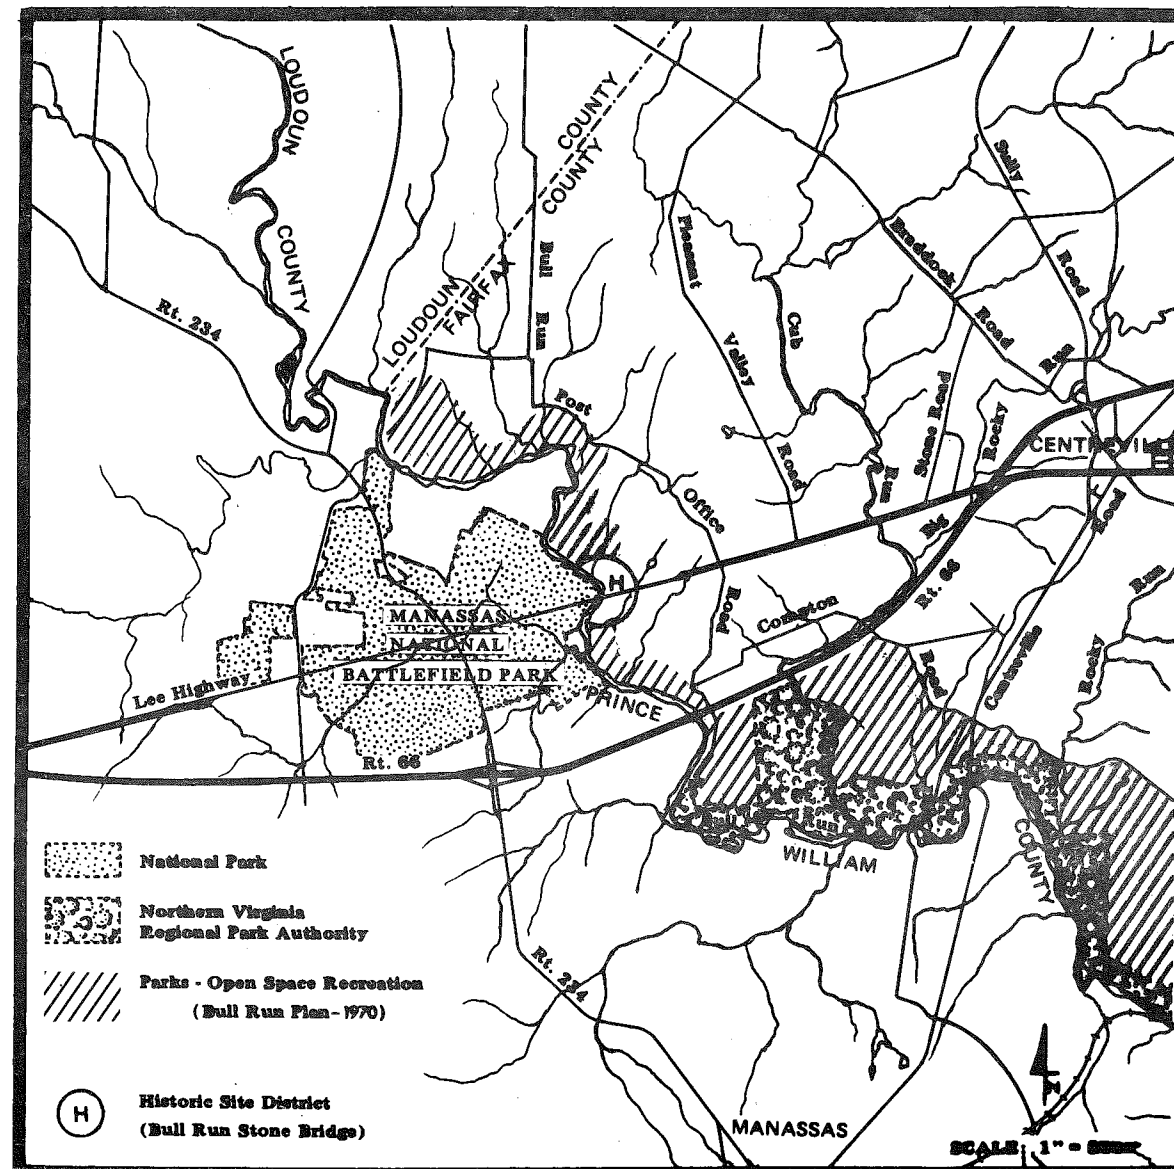 LOUDOUN
COUNTY
LOUDOUN COUNTY
FAIRFAX COUNTY
Rt. 234
Bull
Run
Post
Office
Road
Pleasant
Valley
Road
Cub
Run
Braddock
Road
Sully
Road
Stone Road
Rocky
Run
Big
CENTREVILLE
H
Rt. 66
Compton
Road
Centreville
Road
Rocky
Run
MANASSAS
NATIONAL
BATTLEFIELD PARK
Lee Highway
Rt. 66
PRINCE
WILLIAM
COUNTY
Bull
Run
Rt. 234
MANASSAS
National Park
Northern Virginia
Regional Park Authority
Parks - Open Space Recreation
(Bull Run Plan - 1970)
H
Historic Site District
(Bull Run Stone Bridge)
N
SCALE 1" =